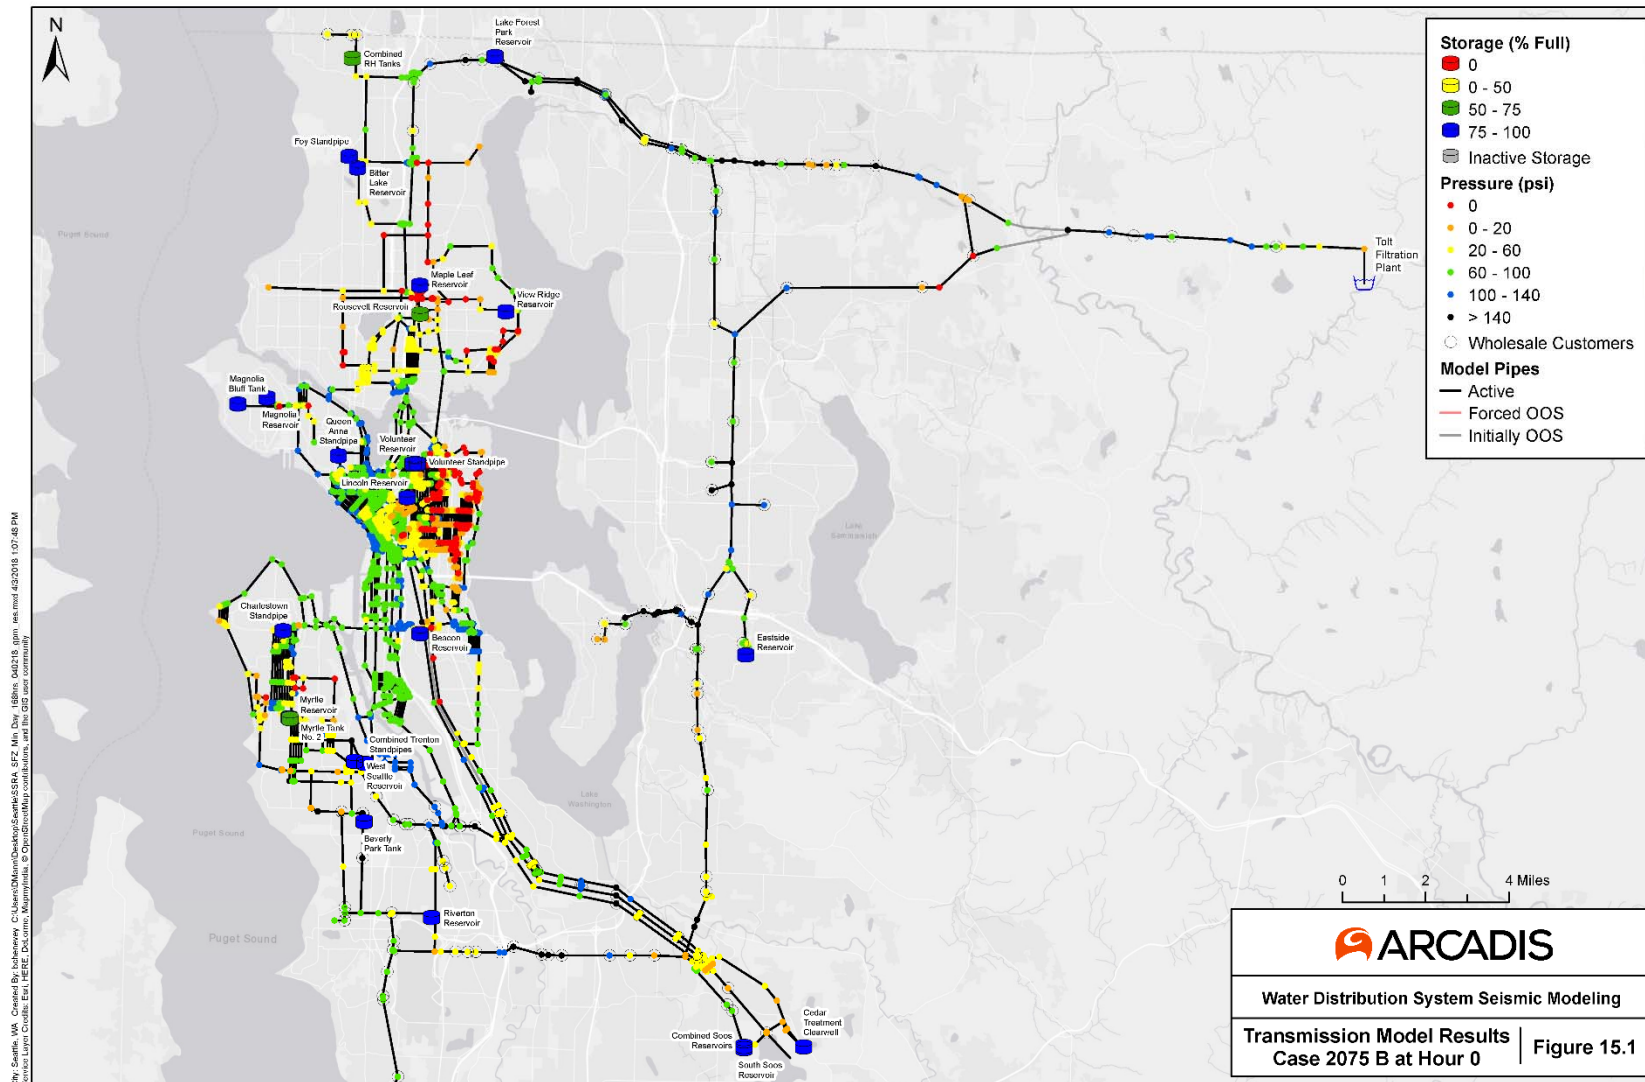 N
Lake Forest
Park
Reservoir
Combined
RH Tanks
Foy Standpipe
Bitter
Lake
Reservoir
Puget Sound
Maple Leaf
Reservoir
Roosevelt Reservoir
View Ridge
Reservoir
Tolt
Filtration
Plant
Magnolia
Bluff Tank
Magnolia
Reservoir
Queen
Anne
Standpipe
Volunteer
Reservoir
Volunteer Standpipe
Lincoln Reservoir
Lake
Sammamish
Charlestown
Standpipe
Beacon
Reservoir
Eastside
Reservoir
Myrtle
Reservoir
Myrtle Tank
No. 2
Combined Trenton
Standpipes
West
Seattle
Reservoir
Lake
Washington
Puget Sound
Beverly
Park Tank
Riverton
Reservoir
Puget Sound
Combined Soos
Reservoirs
South Soos
Reservoir
Cedar
Treatment
Clearwell
Storage (% Full)
0
0 - 50
50 - 75
75 - 100
Inactive Storage
Pressure (psi)
0
0 - 20
20 - 60
60 - 100
100 - 140
> 140
Wholesale Customers
Model Pipes
Active
Forced OOS
Initially OOS
0 1 2 4 Miles
ARCADIS
Water Distribution System Seismic Modeling
Transmission Model Results
Case 2075 B at Hour 0
Figure 15.1